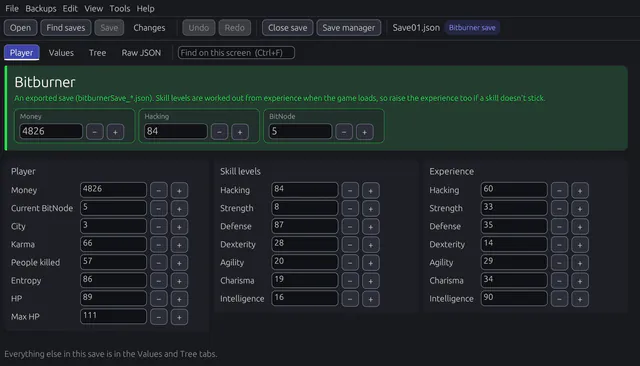 File Backups Edit View Tools Help
Open Find saves Save Changes Undo Redo Close save Save manager Save01.json Bitburner save
Player Values Tree Raw JSON Find on this screen (Ctrl+F)
Bitburner
An exported save (bitburnerSave_*.json). Skill levels are worked out from experience when the game loads, so raise the experience too if a skill doesn't stick.
Money Hacking BitNode
4826 − + 84 − + 5 − +
Player Skill levels Experience
Money 4826 − + Hacking 84 − + Hacking 60 − +
Current BitNode 5 − + Strength 8 − + Strength 33 − +
City 3 − + Defense 87 − + Defense 35 − +
Karma 66 − + Dexterity 28 − + Dexterity 14 − +
People killed 57 − + Agility 20 − + Agility 29 − +
Entropy 86 − + Charisma 19 − + Charisma 34 − +
HP 89 − + Intelligence 16 − + Intelligence 90 − +
Max HP 111 − +
Everything else in this save is in the Values and Tree tabs.